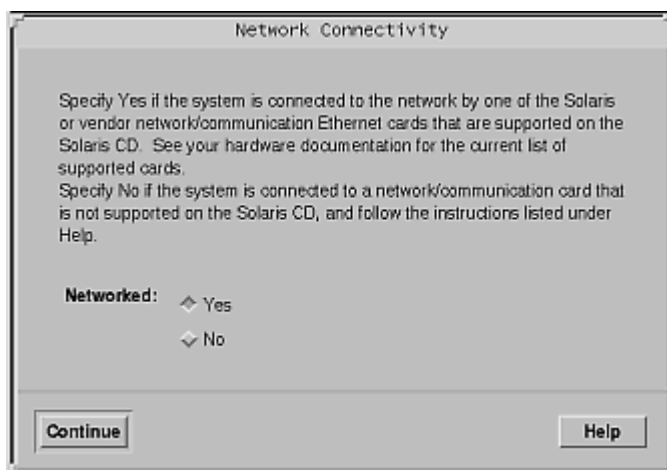 Network Connectivity
Specify Yes if the system is connected to the network by one of the Solaris
or vendor network/communication Ethernet cards that are supported on the
Solaris CD. See your hardware documentation for the current list of
supported cards.
Specify No if the system is connected to a network/communication card that
is not supported on the Solaris CD, and follow the instructions listed under
Help.
Networked: Yes
No
Continue Help